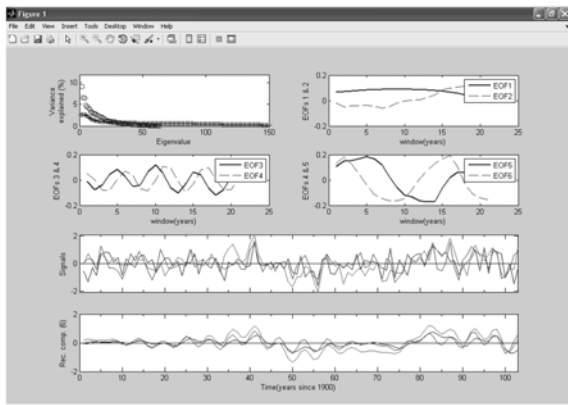 Figure 1
File Edit View Insert Tools Desktop Window Help
Variance
explained (%)
10
5
0
0 50 100 150
Eigenvalue
EOFs 1 & 2
0.2
0
-0.2
0 5 10 15 20 25
window(years)
EOF1
EOF2
EOFs 3 & 4
0.2
0
-0.2
0 5 10 15 20 25
window(years)
EOF3
EOF4
EOFs 4 & 5
0.2
0
-0.2
0 5 10 15 20 25
window(years)
EOF5
EOF6
Signals
2
0
-2
Rec. comp. (6)
2
0
-2
0 10 20 30 40 50 60 70 80 90 100
Time(years since 1900)